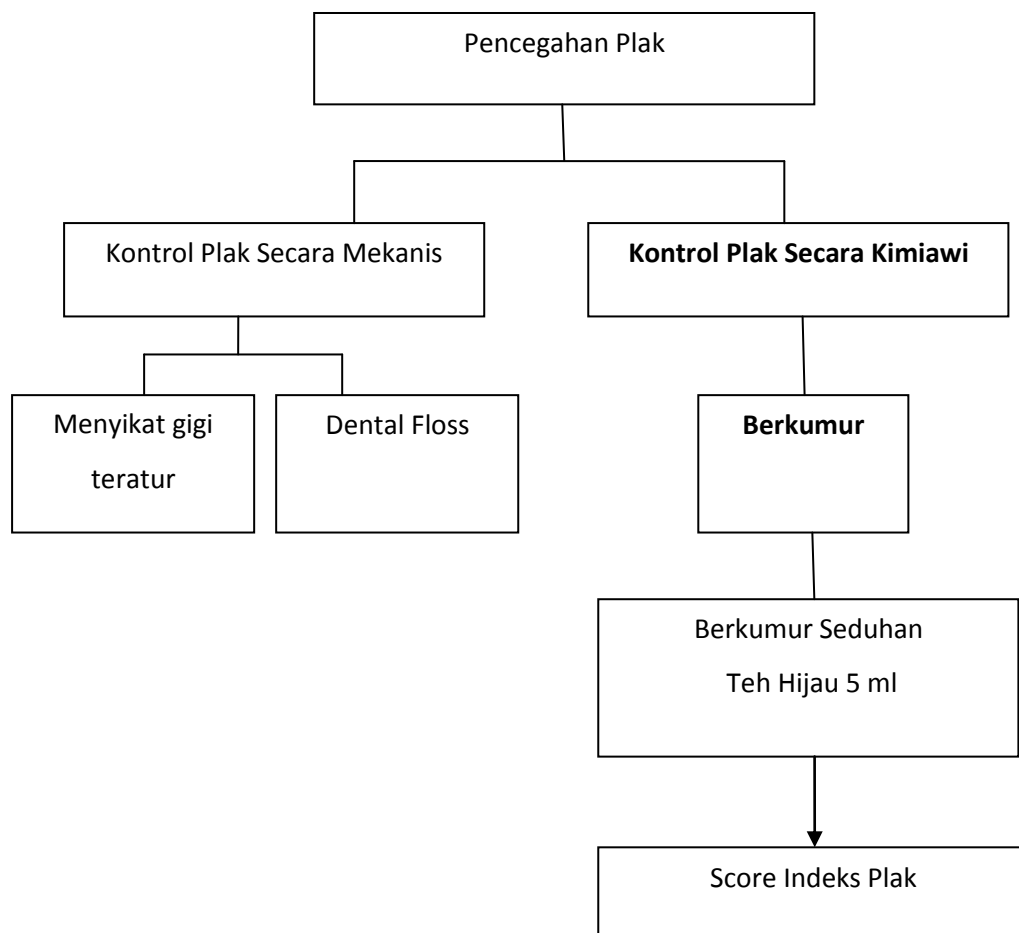 Pencegahan Plak
Kontrol Plak Secara Mekanis
Kontrol Plak Secara Kimiawi
Menyikat gigi
teratur
Dental Floss
Berkumur
Berkumur Seduhan
Teh Hijau 5 ml
Score Indeks Plak